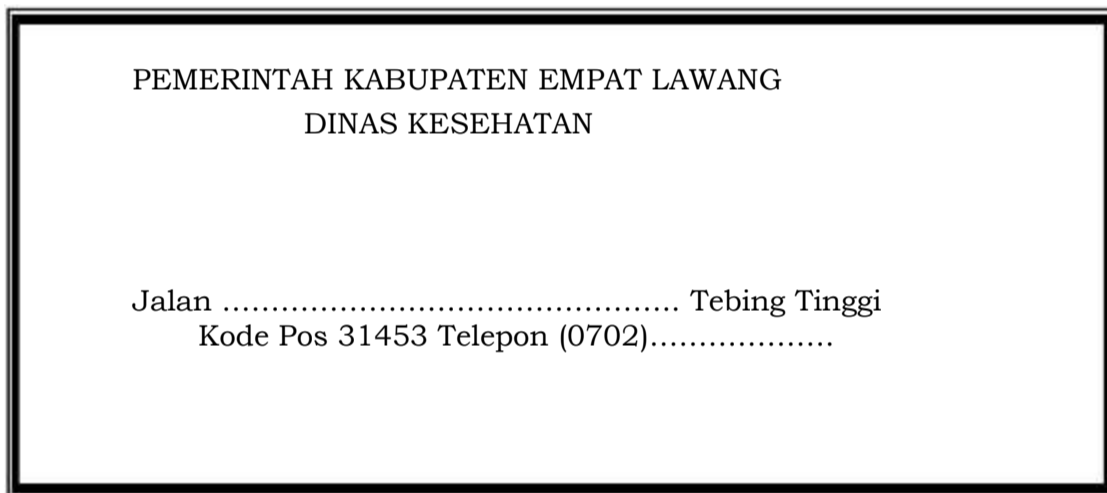 PEMERINTAH KABUPATEN EMPAT LAWANG
DINAS KESEHATAN
Jalan ............................................... Tebing Tinggi
Kode Pos 31453 Telepon (0702)...................